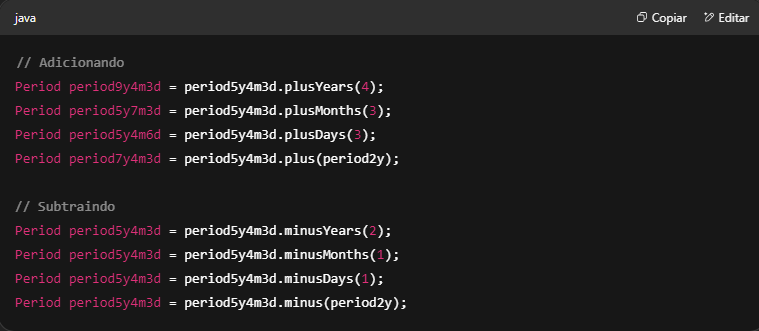 java
Copiar
Editar
// Adicionando
Period period9y4m3d = period5y4m3d.plusYears(4);
Period period5y7m3d = period5y4m3d.plusMonths(3);
Period period5y4m6d = period5y4m3d.plusDays(3);
Period period7y4m3d = period5y4m3d.plus(period2y);
// Subtraindo
Period period5y4m3d = period5y4m3d.minusYears(2);
Period period5y4m3d = period5y4m3d.minusMonths(1);
Period period5y4m3d = period5y4m3d.minusDays(1);
Period period5y4m3d = period5y4m3d.minus(period2y);